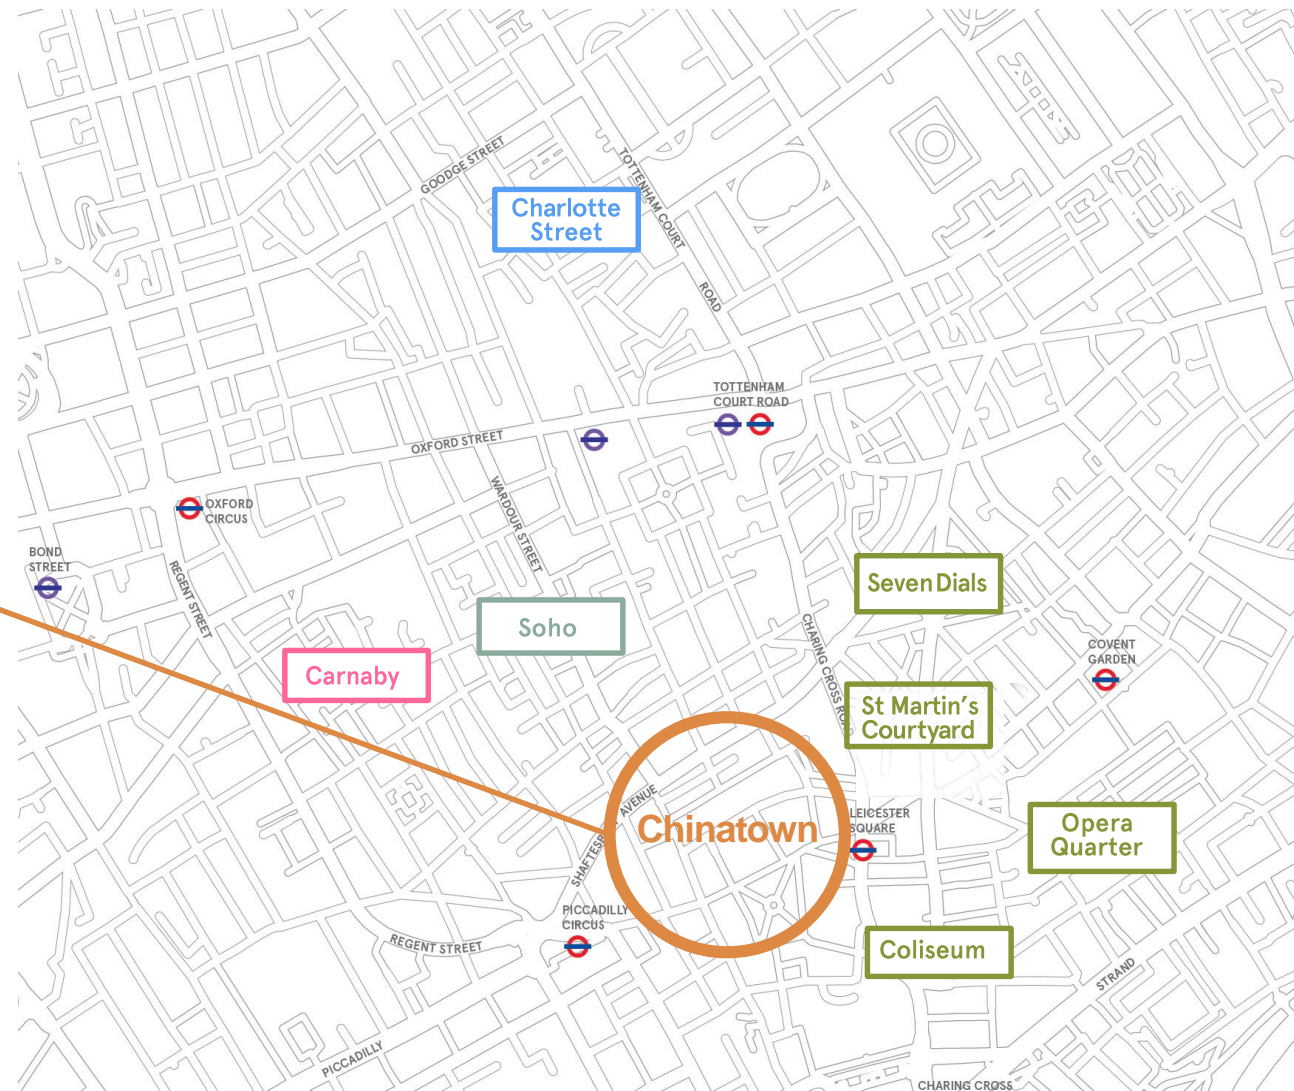 GOODGE STREET
TOTTENHAM COURT
ROAD
Charlotte
Street
TOTTENHAM
COURT ROAD
OXFORD STREET
WARDOUR STREET
OXFORD
CIRCUS
BOND
STREET
REGENT STREET
Seven Dials
Soho
CHARING CROSS
COVENT
GARDEN
Carnaby
St Martin's
Courtyard
AVENUE
Chinatown
LEICESTER
SQUARE
Opera
Quarter
PICCADILLY
CIRCUS
REGENT STREET
Coliseum
STRAND
PICCADILLY
CHARING CROSS